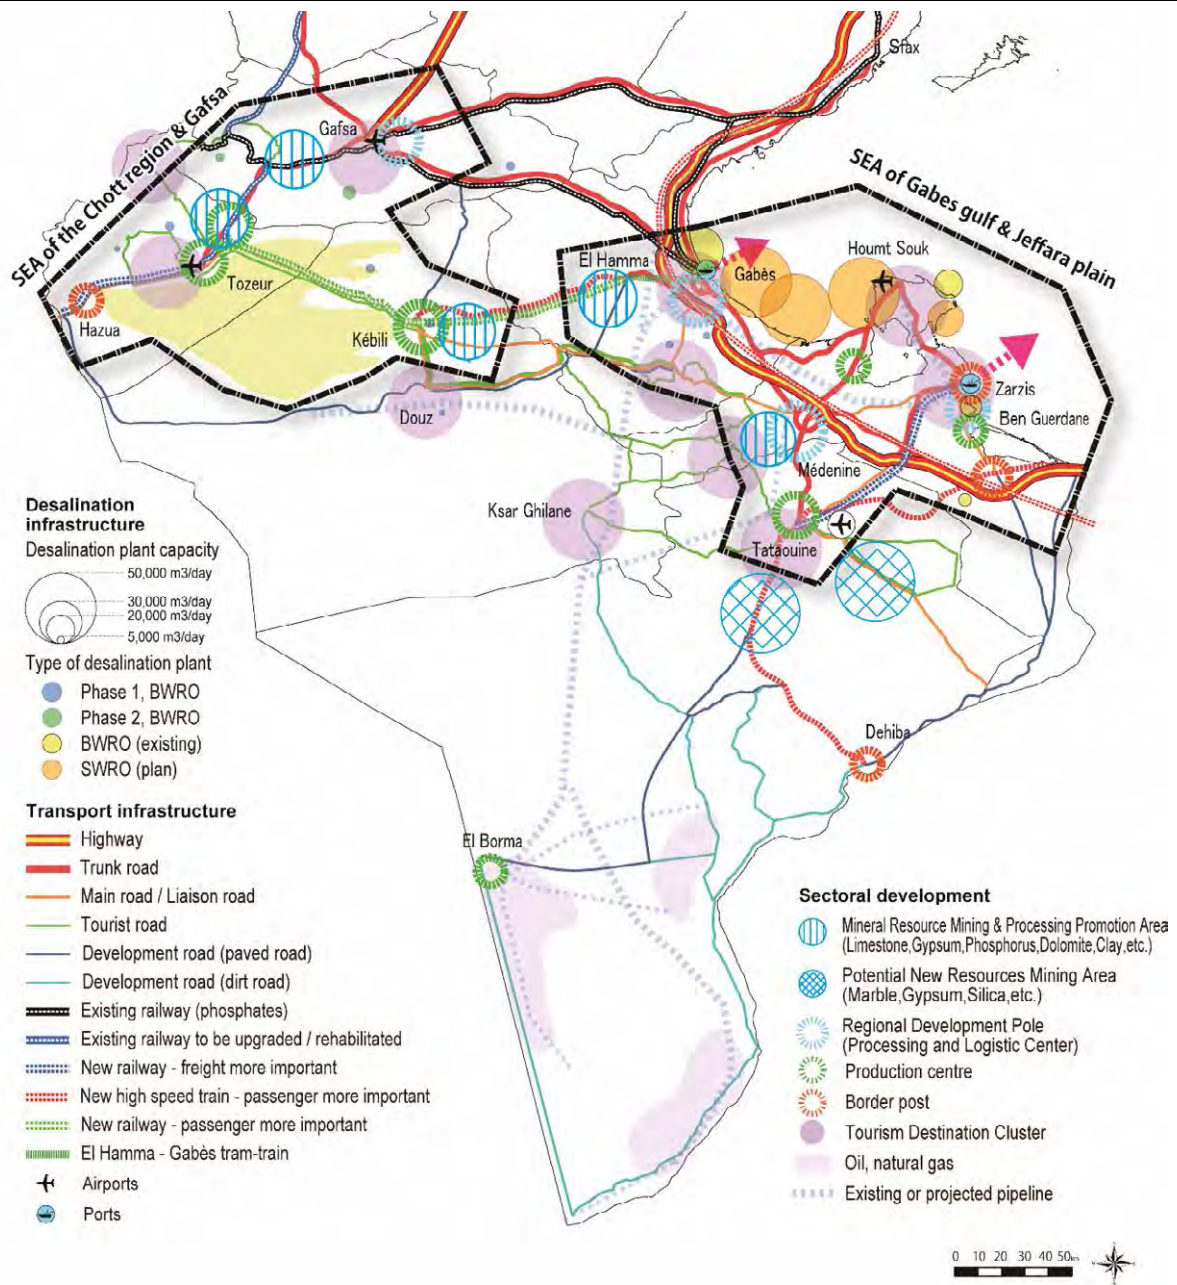 Sfax
SEA of the Chott region & Gafsa
Gafsa
SEA of Gabes gulf & Jeffara plain
El Hamma
Gabès
Houmt Souk
Tozeur
Hazua
Kébili
Zarzis
Ben Guerdane
Douz
Médenine
Ksar Ghilane
Tataouine
Dehiba
El Borma
Desalination
infrastructure
Desalination plant capacity
50,000 m3/day
30,000 m3/day
20,000 m3/day
5,000 m3/day
Type of desalination plant
Phase 1, BWRO
Phase 2, BWRO
BWRO (existing)
SWRO (plan)
Transport infrastructure
Highway
Trunk road
Main road / Liaison road
Tourist road
Development road (paved road)
Development road (dirt road)
Existing railway (phosphates)
Existing railway to be upgraded / rehabilitated
New railway - freight more important
New high speed train - passenger more important
New railway - passenger more important
El Hamma - Gabès tram-train
Airports
Ports
Sectoral development
Mineral Resource Mining & Processing Promotion Area
(Limestone,Gypsum,Phosphorus,Dolomite,Clay,etc.)
Potential New Resources Mining Area
(Marble,Gypsum,Silica,etc.)
Regional Development Pole
(Processing and Logistic Center)
Production centre
Border post
Tourism Destination Cluster
Oil, natural gas
Existing or projected pipeline
0 10 20 30 40 50